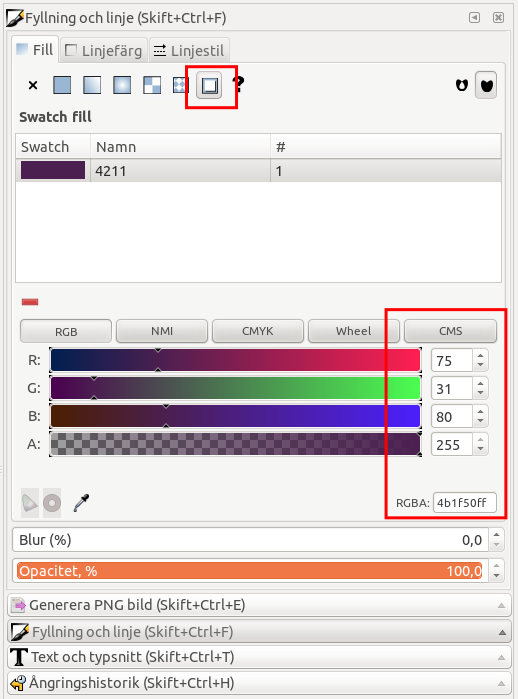 Fyllning och linje (Skift+Ctrl+F)
Fill Linjefärg Linjestil
?
Swatch fill
Swatch Namn #
4211 1
RGB NMI CMYK Wheel CMS
R: 75
G: 31
B: 80
A: 255
RGBA: 4b1f50ff
Blur (%) 0,0
Opacitet, % 100,0
Generera PNG bild (Skift+Ctrl+E)
Fyllning och linje (Skift+Ctrl+F)
Text och typsnitt (Skift+Ctrl+T)
Ångringshistorik (Skift+Ctrl+H)